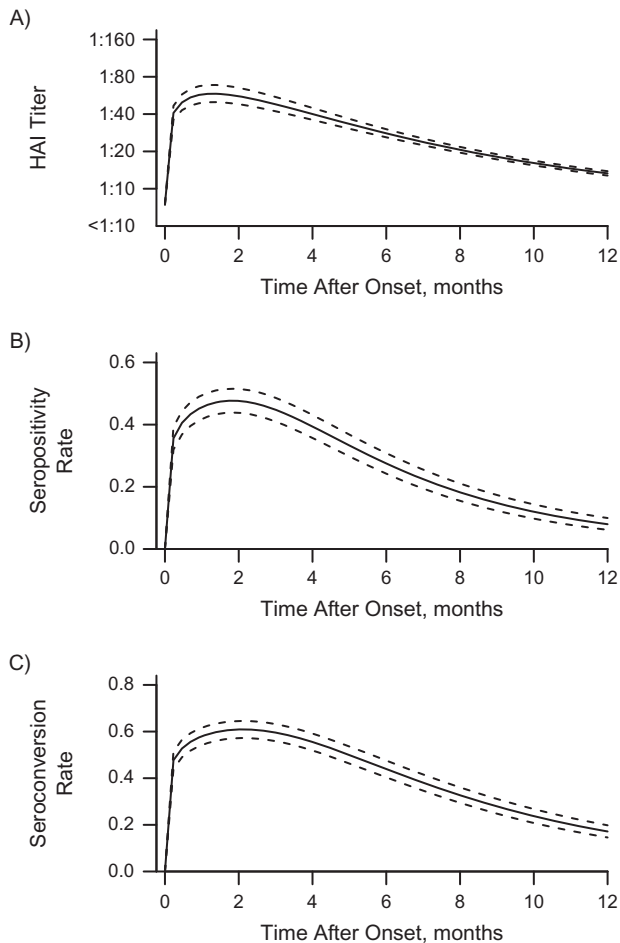 A)
HAI Titer
1:160
1:80
1:40
1:20
1:10
<1:10
0 2 4 6 8 10 12
Time After Onset, months
B)
Seropositivity
Rate
0.6
0.4
0.2
0.0
0 2 4 6 8 10 12
Time After Onset, months
C)
Seroconversion
Rate
0.8
0.6
0.4
0.2
0.0
0 2 4 6 8 10 12
Time After Onset, months